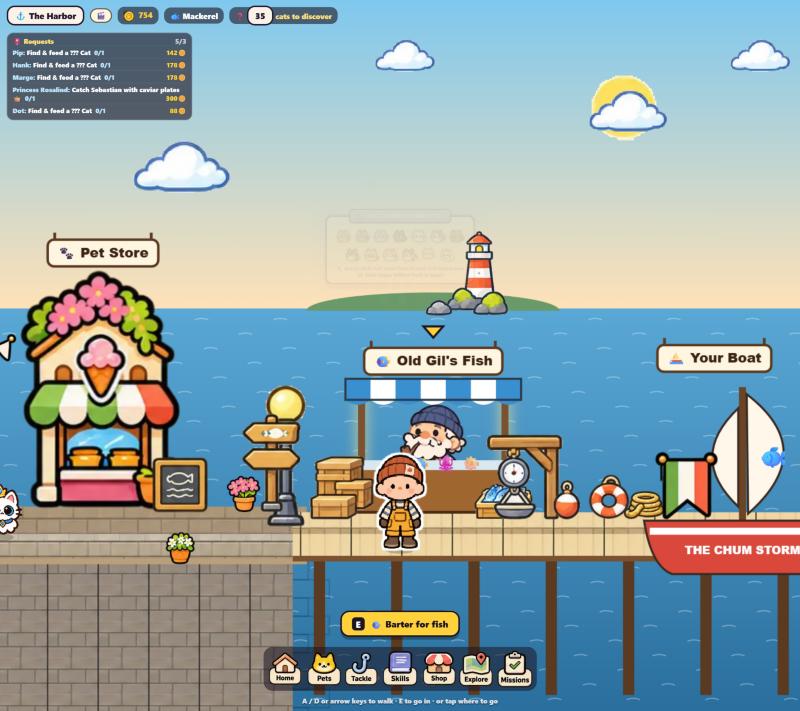 The Harbor
754
Mackerel
?
35
cats to discover
Requests
5/3
Pip: Find & feed a ??? Cat 0/1
142
Hank: Find & feed a ??? Cat 0/1
178
Marge: Find & feed a ??? Cat 0/1
178
Princess Rosalind: Catch Sebastian with caviar plates
0/1
300
Dot: Find & feed a ??? Cat 0/1
88
Pet Store
Old Gil's Fish
Your Boat
THE CHUM STORM
E
Barter for fish
Home
Pets
Tackle
Skills
Shop
Explore
Missions
A / D or arrow keys to walk · E to go in · or tap where to go